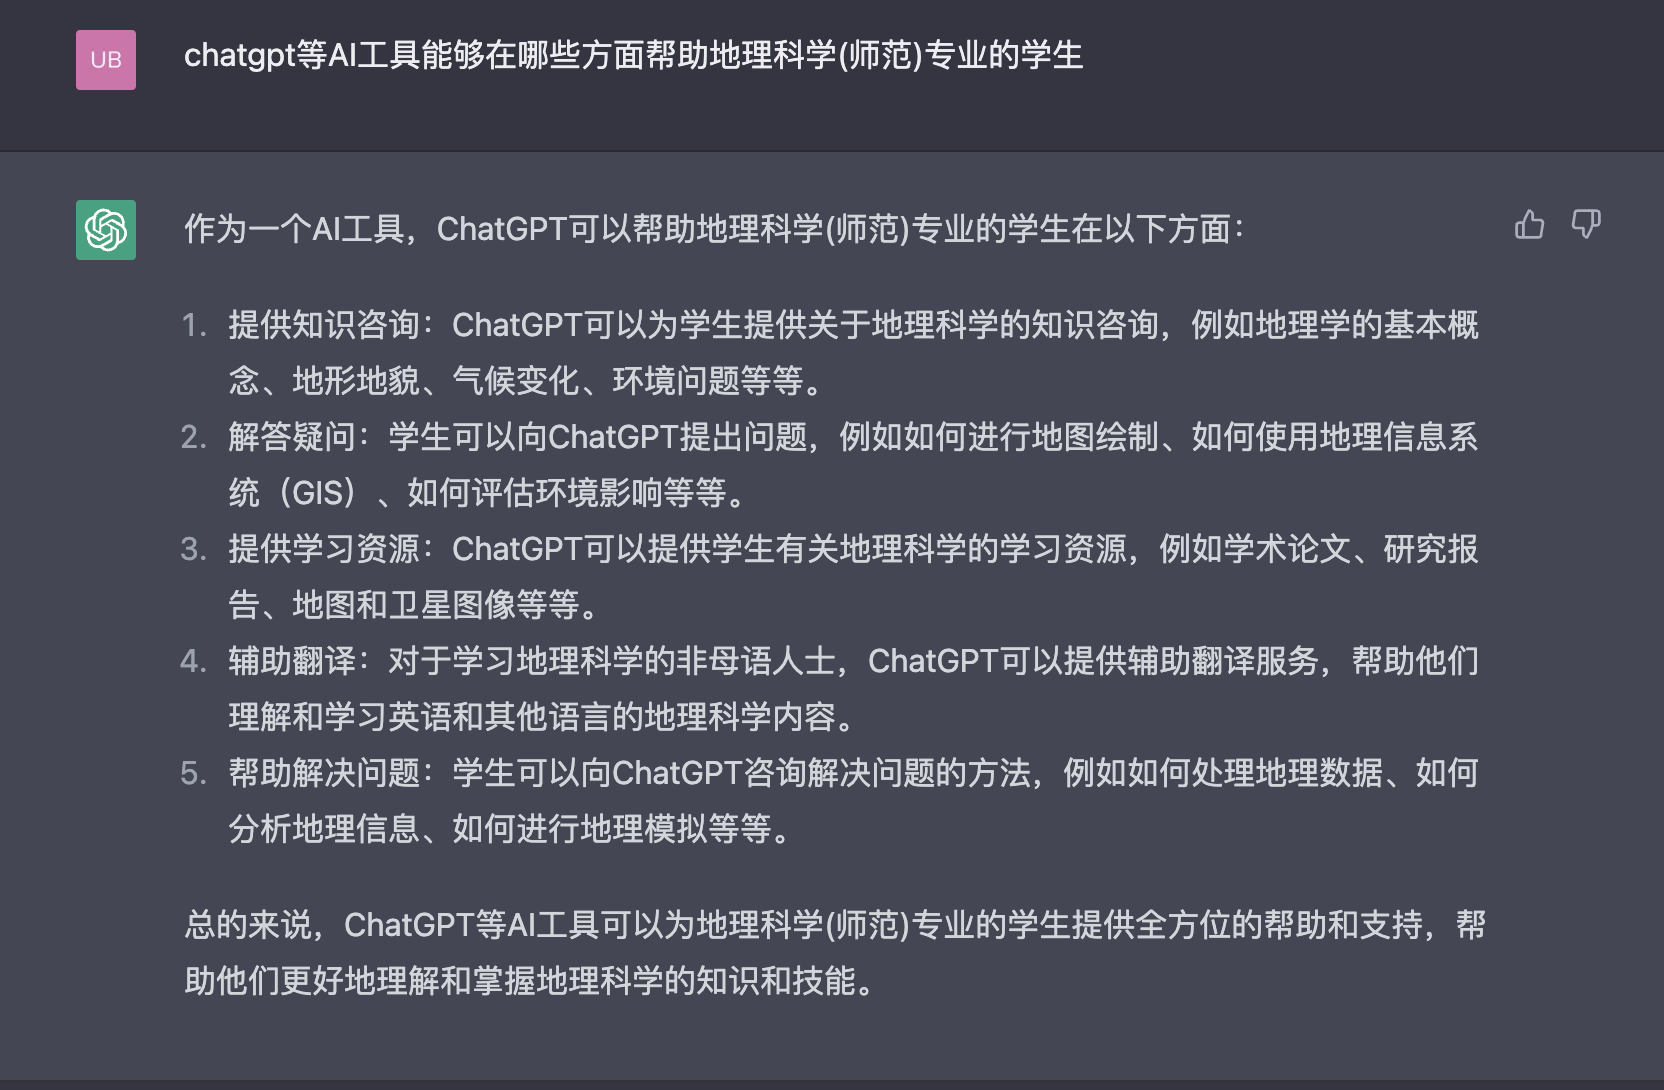 UB
chatgpt等AI工具能够在哪些方面帮助地理科学(师范)专业的学生
作为一个AI工具，ChatGPT可以帮助地理科学(师范)专业的学生在以下方面：
1. 提供知识咨询：ChatGPT可以为学生提供关于地理科学的知识咨询，例如地理学的基本概
念、地形地貌、气候变化、环境问题等等。
2. 解答疑问：学生可以向ChatGPT提出问题，例如如何进行地图绘制、如何使用地理信息系
统（GIS）、如何评估环境影响等等。
3. 提供学习资源：ChatGPT可以提供学生有关地理科学的学习资源，例如学术论文、研究报
告、地图和卫星图像等等。
4. 辅助翻译：对于学习地理科学的非母语人士，ChatGPT可以提供辅助翻译服务，帮助他们
理解和学习英语和其他语言的地理科学内容。
5. 帮助解决问题：学生可以向ChatGPT咨询解决问题的方法，例如如何处理地理数据、如何
分析地理信息、如何进行地理模拟等等。
总的来说，ChatGPT等AI工具可以为地理科学(师范)专业的学生提供全方位的帮助和支持，帮
助他们更好地理解和掌握地理科学的知识和技能。